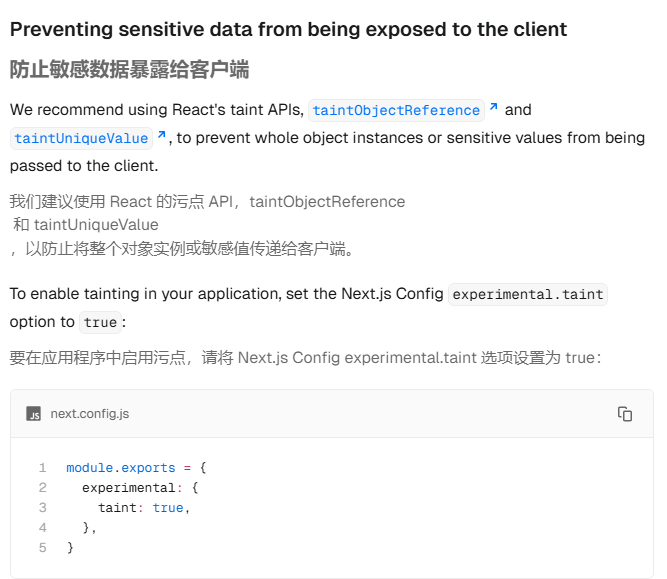 Preventing sensitive data from being exposed to the client
防止敏感数据暴露给客户端
We recommend using React's taint APIs, taintObjectReference ↗ and
taintUniqueValue ↗, to prevent whole object instances or sensitive values from being
passed to the client.
我们建议使用 React 的污点 API，taintObjectReference
和 taintUniqueValue
，以防止将整个对象实例或敏感值传递给客户端。
To enable tainting in your application, set the Next.js Config experimental.taint
option to true:
要在应用程序中启用污点，请将 Next.js Config experimental.taint 选项设置为 true：
JS next.config.js
1 module.exports = {
2   experimental: {
3     taint: true,
4   },
5 }